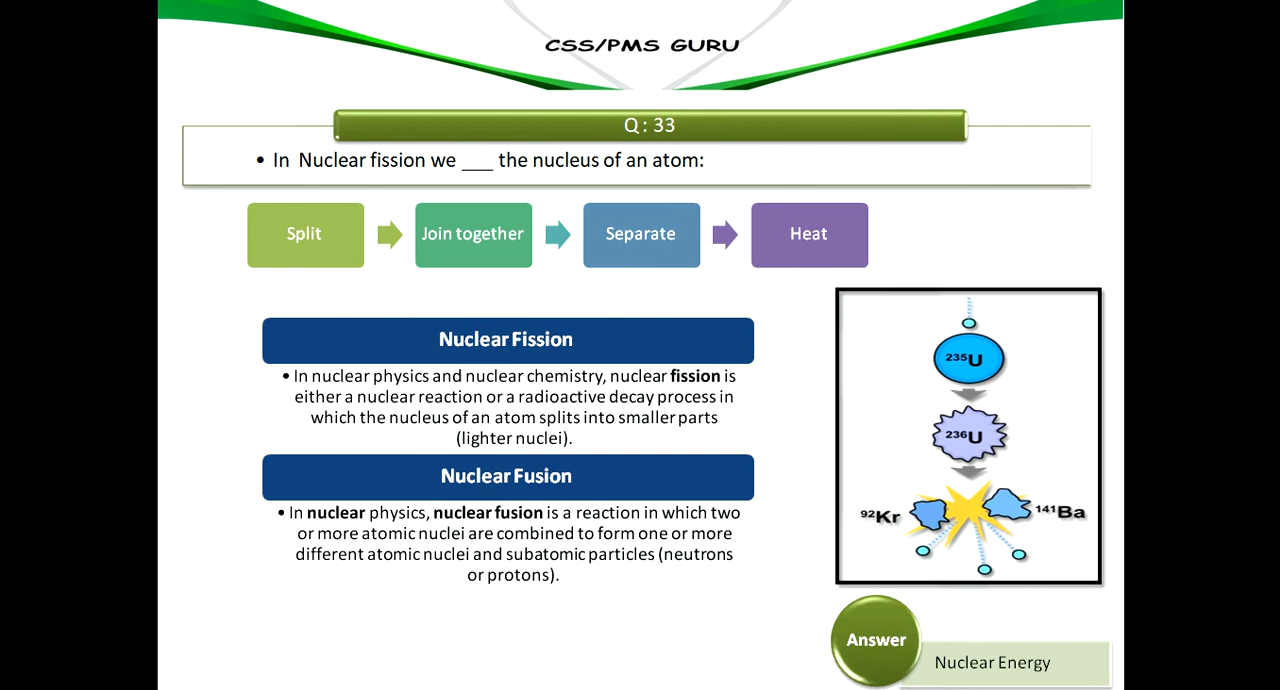 CSS/PMS GURU
Q : 33
• In Nuclear fission we ___ the nucleus of an atom:
Split
Join together
Separate
Heat
Nuclear Fission
• In nuclear physics and nuclear chemistry, nuclear fission is
either a nuclear reaction or a radioactive decay process in
which the nucleus of an atom splits into smaller parts
(lighter nuclei).
Nuclear Fusion
• In nuclear physics, nuclear fusion is a reaction in which two
or more atomic nuclei are combined to form one or more
different atomic nuclei and subatomic particles (neutrons
or protons).
²³⁵U
²³⁶U
⁹²Kr
¹⁴¹Ba
Answer
Nuclear Energy